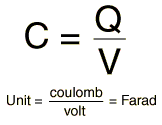 C = Q/V
Unit = coulomb/volt = Farad